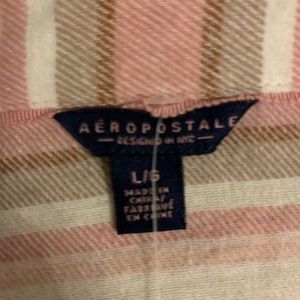 AÉROPOSTALE
DESIGNED IN NYC
L/G
MADE IN
CHINA/
FABRIQUÉ
EN CHINE